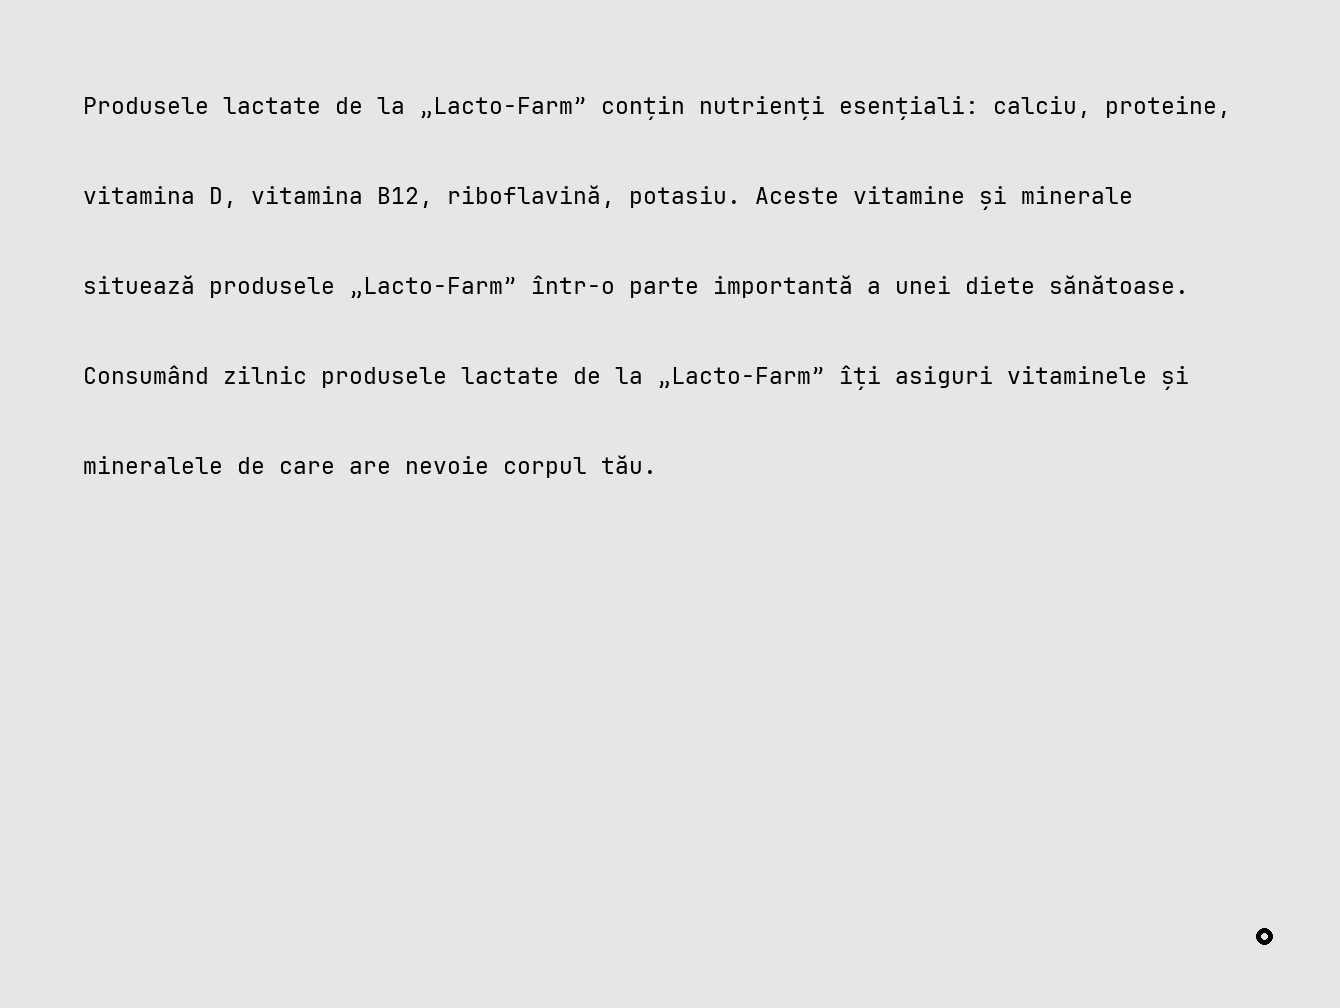 Produsele lactate de la „Lacto-Farm” conțin nutrienți esențiali: calciu, proteine,
vitamina D, vitamina B12, riboflavină, potasiu. Aceste vitamine și minerale
situează produsele „Lacto-Farm” într-o parte importantă a unei diete sănătoase.
Consumând zilnic produsele lactate de la „Lacto-Farm” îți asiguri vitaminele și
mineralele de care are nevoie corpul tău.